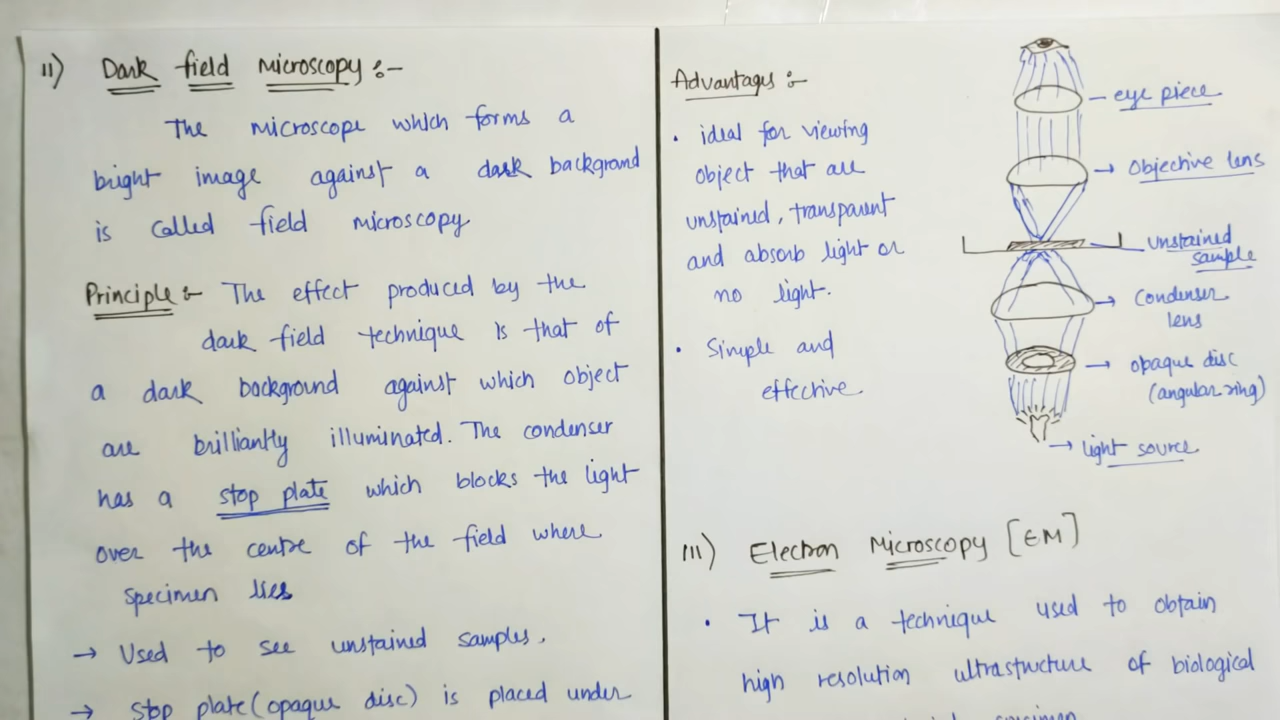 11) Dark field Microscopy :-
The microscope which forms a
bright image against a dark background
is called field microscopy
Principle :- The effect produced by the
dark field technique is that of
a dark background against which object
are brilliantly illuminated. The condenser
has a stop plate which blocks the light
over the centre of the field where
specimen lies
→ Used to see unstained samples.
→ Stop plate (opaque disc) is placed under
Advantages :-
• ideal for viewing
object that are
unstained, transparent
and absorb light or
no light.
• Simple and
effective
eye piece
→ Objective lens
unstained
sample
→ Condenser
lens
→ opaque disc
(angular ring)
→ light source
111) Electron Microscopy [EM]
• It is a technique used to obtain
high resolution ultrastucture of biological
specimen